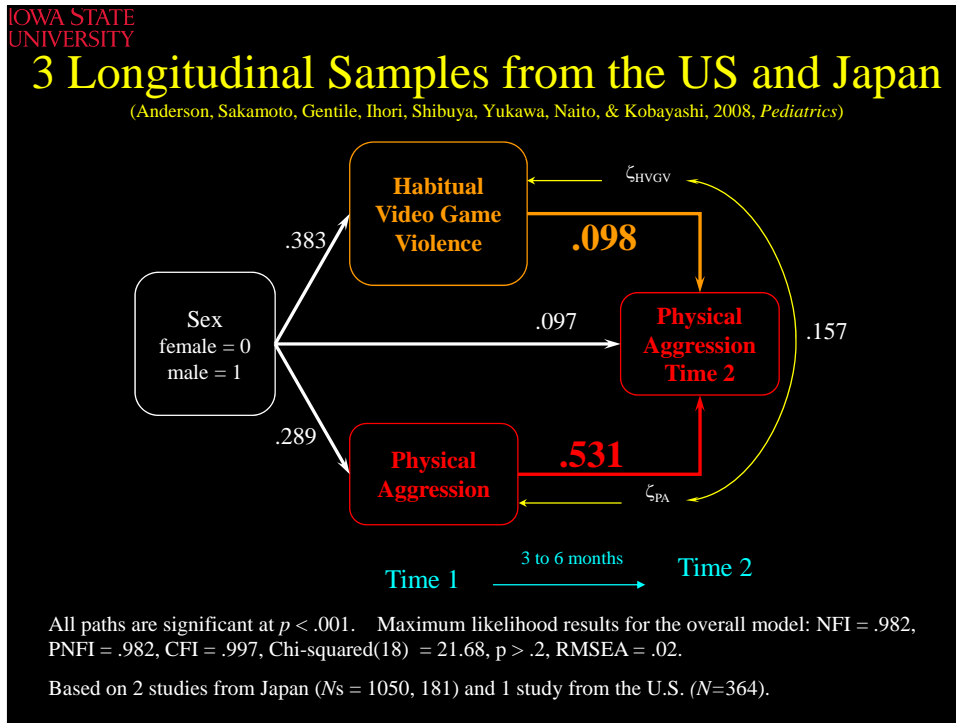 IOWA STATE
UNIVERSITY
3 Longitudinal Samples from the US and Japan
(Anderson, Sakamoto, Gentile, Ihori, Shibuya, Yukawa, Naito, & Kobayashi, 2008, Pediatrics)
Habitual
Video Game
Violence
ζHVGV
.383
.098
Sex
female = 0
male = 1
.097
Physical
Aggression
Time 2
.157
.289
Physical
Aggression
.531
ζPA
Time 1
3 to 6 months
Time 2
All paths are significant at p < .001. Maximum likelihood results for the overall model: NFI = .982,
PNFI = .982, CFI = .997, Chi-squared(18) = 21.68, p > .2, RMSEA = .02.
Based on 2 studies from Japan (Ns = 1050, 181) and 1 study from the U.S. (N=364).